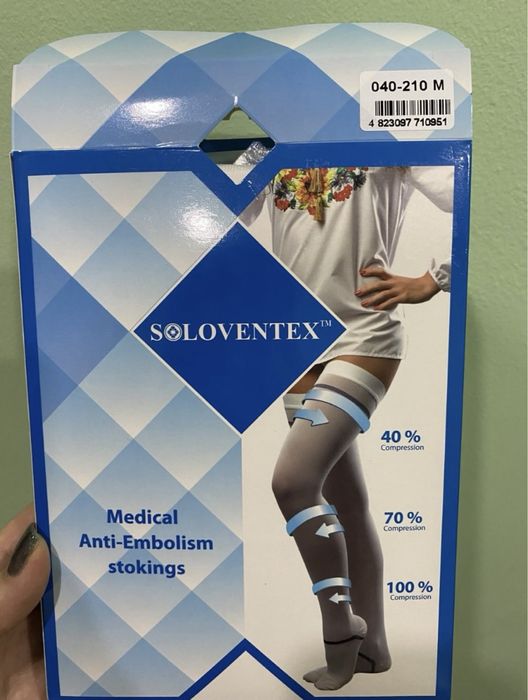 040-210 M
4 823097 710951
SOLOVENTEX™
40 %
Compression
70 %
Compression
100 %
Compression
Medical
Anti-Embolism
stokings